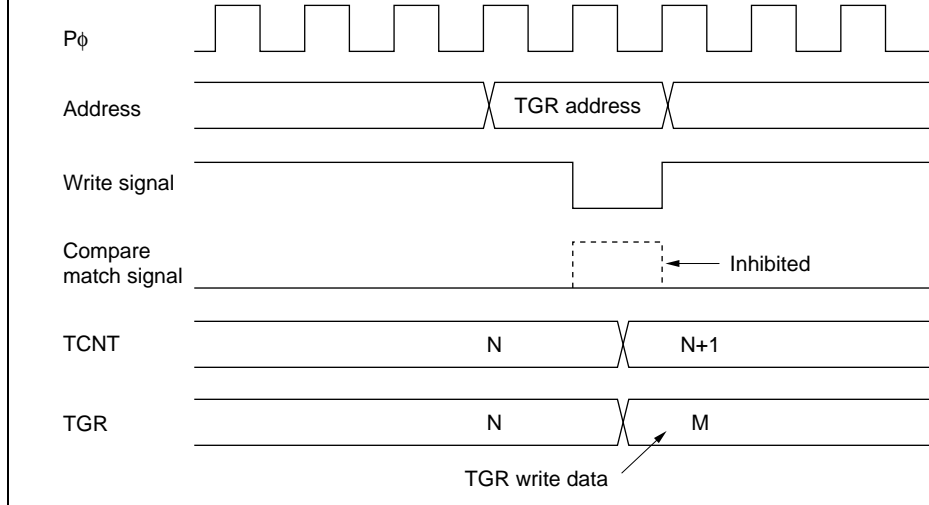 Pϕ
Address
TGR address
Write signal
Compare
match signal
Inhibited
TCNT
N
N+1
TGR
N
M
TGR write data